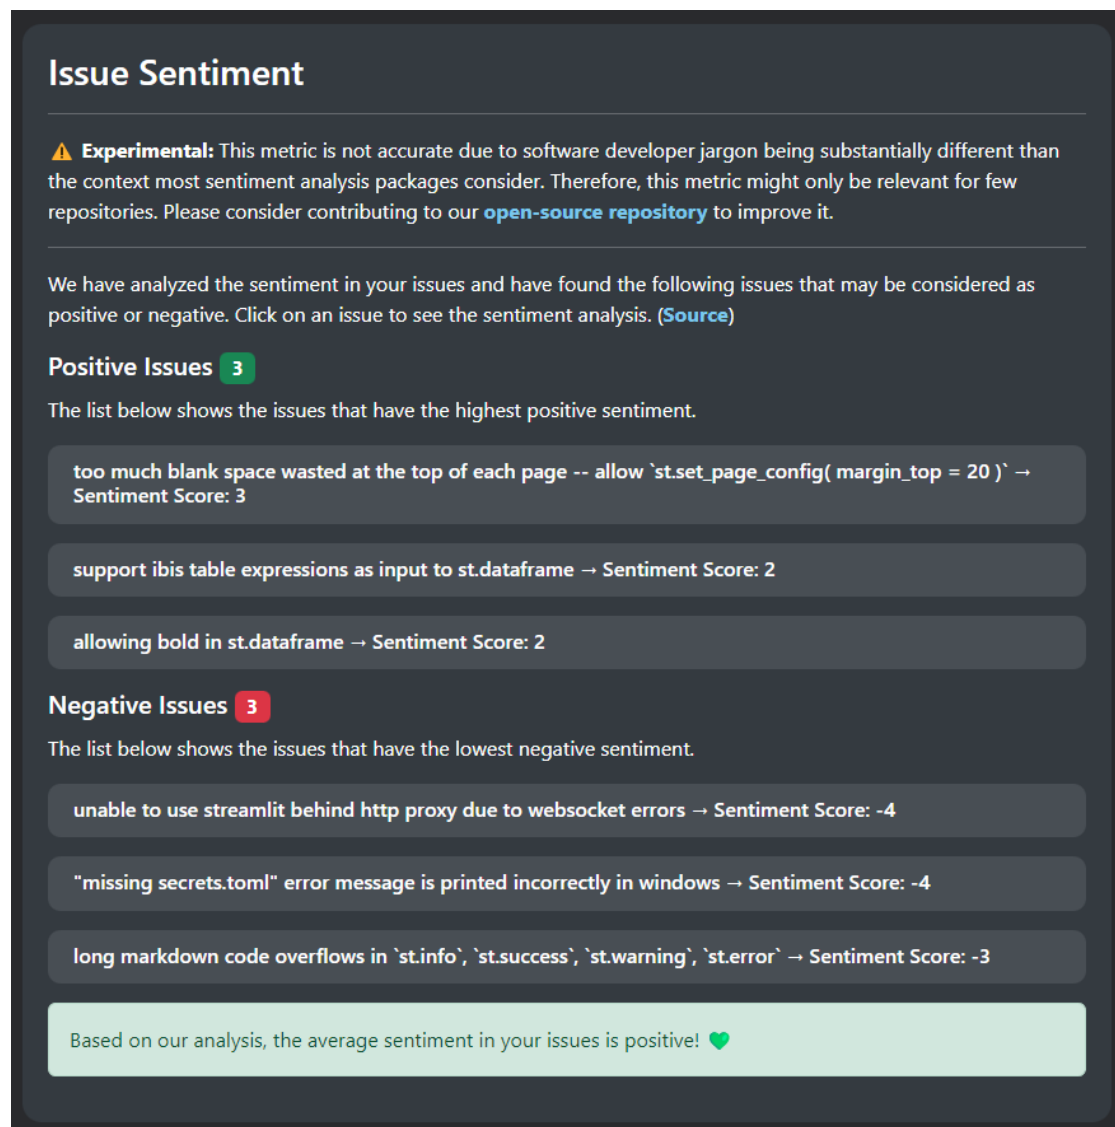 Issue Sentiment
⚠ Experimental: This metric is not accurate due to software developer jargon being substantially different than
the context most sentiment analysis packages consider. Therefore, this metric might only be relevant for few
repositories. Please consider contributing to our open-source repository to improve it.
We have analyzed the sentiment in your issues and have found the following issues that may be considered as
positive or negative. Click on an issue to see the sentiment analysis. (Source)
Positive Issues 3
The list below shows the issues that have the highest positive sentiment.
too much blank space wasted at the top of each page -- allow `st.set_page_config( margin_top = 20 )` →
Sentiment Score: 3
support ibis table expressions as input to st.dataframe → Sentiment Score: 2
allowing bold in st.dataframe → Sentiment Score: 2
Negative Issues 3
The list below shows the issues that have the lowest negative sentiment.
unable to use streamlit behind http proxy due to websocket errors → Sentiment Score: -4
"missing secrets.toml" error message is printed incorrectly in windows → Sentiment Score: -4
long markdown code overflows in `st.info`, `st.success`, `st.warning`, `st.error` → Sentiment Score: -3
Based on our analysis, the average sentiment in your issues is positive! 💚